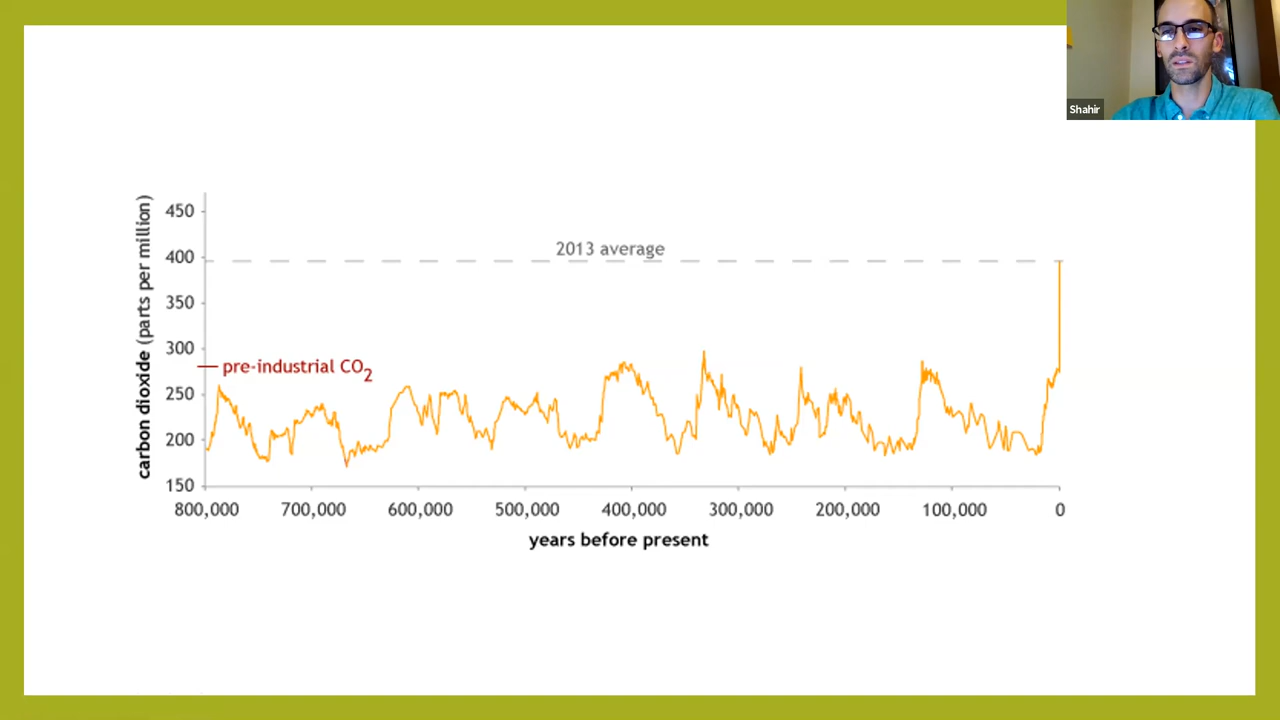 Shahir
carbon dioxide (parts per million)
450
400
350
300
250
200
150
2013 average
pre-industrial CO2
800,000 700,000 600,000 500,000 400,000 300,000 200,000 100,000 0
years before present